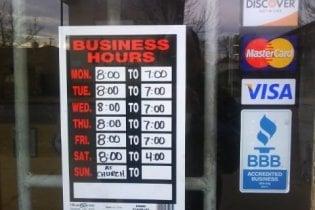 BUSINESS
HOURS
MON. 8:00 TO 7:00
TUE. 8:00 TO 7:00
WED. 8:00 TO 7:00
THU. 8:00 TO 7:00
FRI. 8:00 TO 7:00
SAT. 8:00 TO 4:00
SUN. AT CHURCH TO
DISCOVER
NETWORK
MasterCard
VISA
BBB
ACCREDITED
BUSINESS